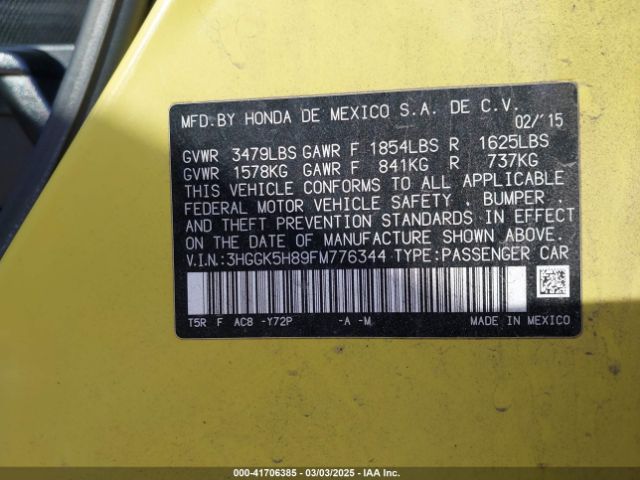 MFD.BY HONDA DE MEXICO S.A. DE C.V.
02/'15
GVWR 3479LBS GAWR F 1854LBS R 1625LBS
GVWR 1578KG GAWR F 841KG R 737KG
THIS VEHICLE CONFORMS TO ALL APPLICABLE
FEDERAL MOTOR VEHICLE SAFETY , BUMPER ,
AND THEFT PREVENTION STANDARDS IN EFFECT
ON THE DATE OF MANUFACTURE SHOWN ABOVE.
V.I.N.:3HGGK5H89FM776344 TYPE:PASSENGER CAR
T5R F AC8 -Y72P -A -M MADE IN MEXICO
000-41706385 - 03/03/2025 - IAA Inc.